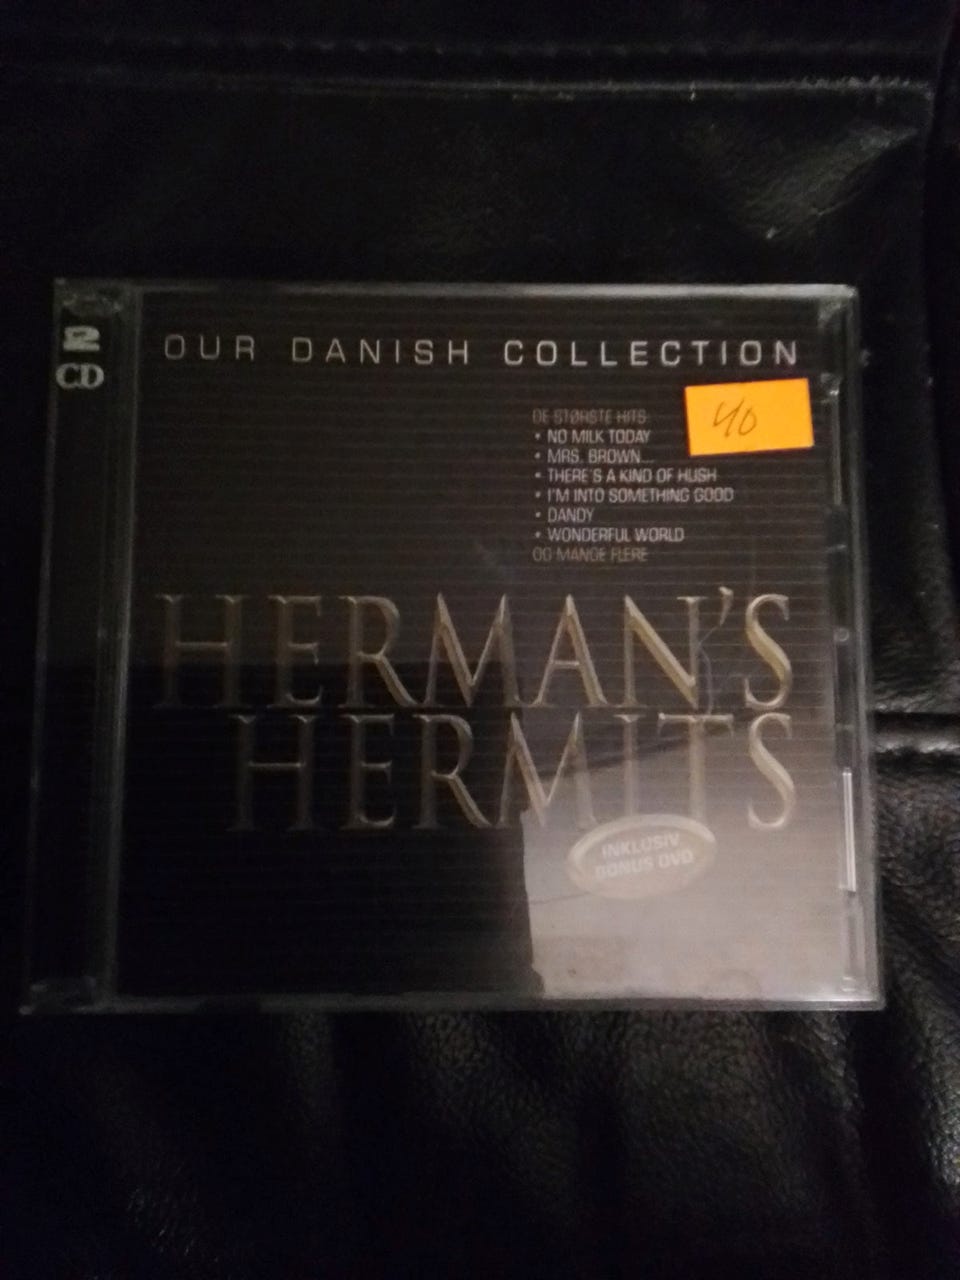 2
CD
OUR DANISH COLLECTION
40
DE STØRSTE HITS:
• NO MILK TODAY
• MRS. BROWN...
• THERE'S A KIND OF HUSH
• I'M INTO SOMETHING GOOD
• DANDY
• WONDERFUL WORLD
OG MANGE FLERE
HERMAN'S
HERMITS
INKLUSIV
BONUS DVD